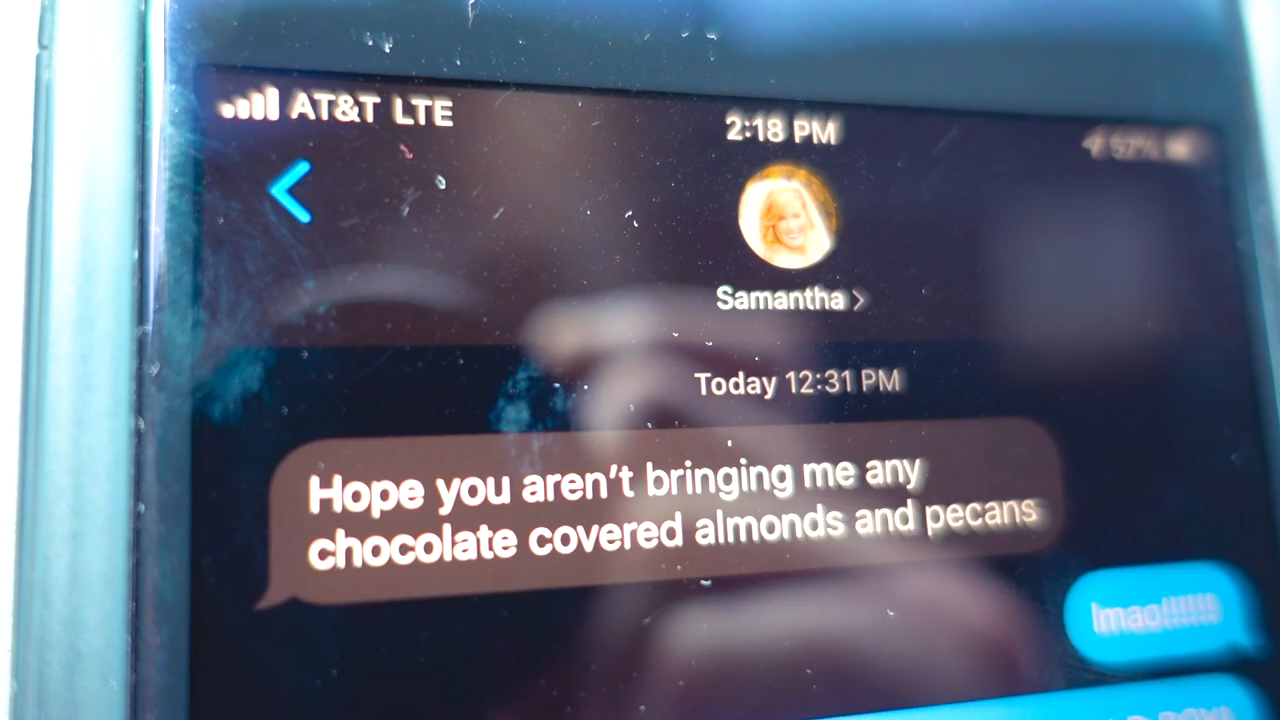 AT&T LTE
2:18 PM
52%
Samantha >
Today 12:31 PM
Hope you aren't bringing me any
chocolate covered almonds and pecans
lmao!!!!!!!